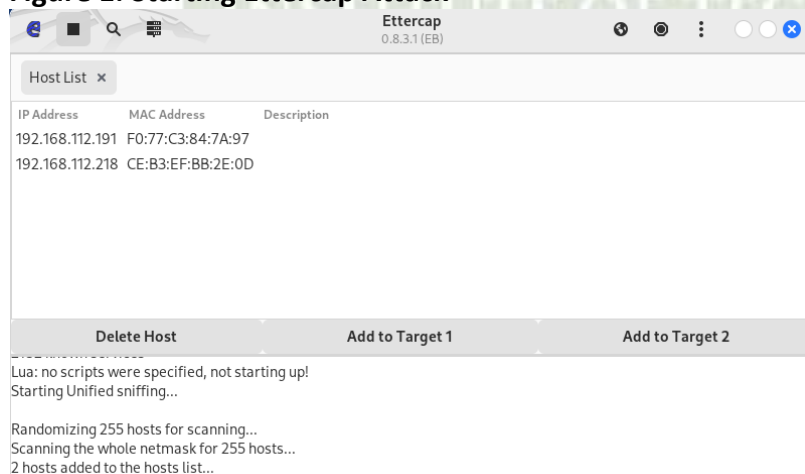 Figure 2: Starting Ettercap Attack
Ettercap
0.8.3.1 (EB)
Host List ×
IP Address MAC Address Description
192.168.112.191 F0:77:C3:84:7A:97
192.168.112.218 CE:B3:EF:BB:2E:0D
Delete Host Add to Target 1 Add to Target 2
Lua: no scripts were specified, not starting up!
Starting Unified sniffing...
Randomizing 255 hosts for scanning...
Scanning the whole netmask for 255 hosts...
2 hosts added to the hosts list...